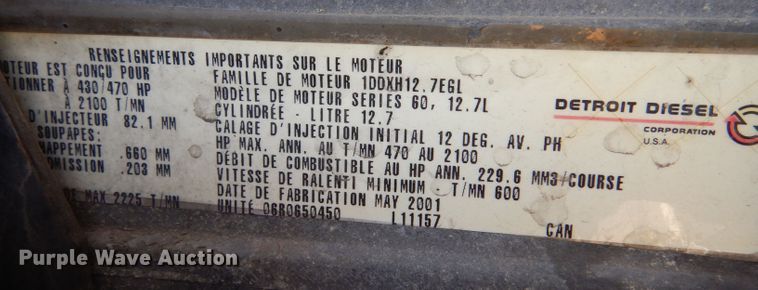 RENSEIGNEMENTS IMPORTANTS SUR LE MOTEUR
MOTEUR EST CONÇU POUR
430/470 HP
À 2100 T/MN
D'INJECTEUR 82.1 MM
SOUPAPES:
.660 MM
.203 MM
DE MAX 2225 T/MN
FAMILLE DE MOTEUR 1DDXH12.7EGL
MODÈLE DE MOTEUR SERIES 60, 12.7L
CYLINDRÉE - LITRE 12.7
CALAGE D'INJECTION INITIAL 12 DEG. AV. PH
HP MAX. ANN. AU T/MN 470 AU 2100
DÉBIT DE COMBUSTIBLE AU HP ANN. 229.6 MM3/COURSE
VITESSE DE RALENTI MINIMUM - T/MN 600
DATE DE FABRICATION MAY 2001
UNITÉ 06R0650450 L11157 CAN
DETROIT DIESEL
CORPORATION
U.S.A.
Purple Wave Auction